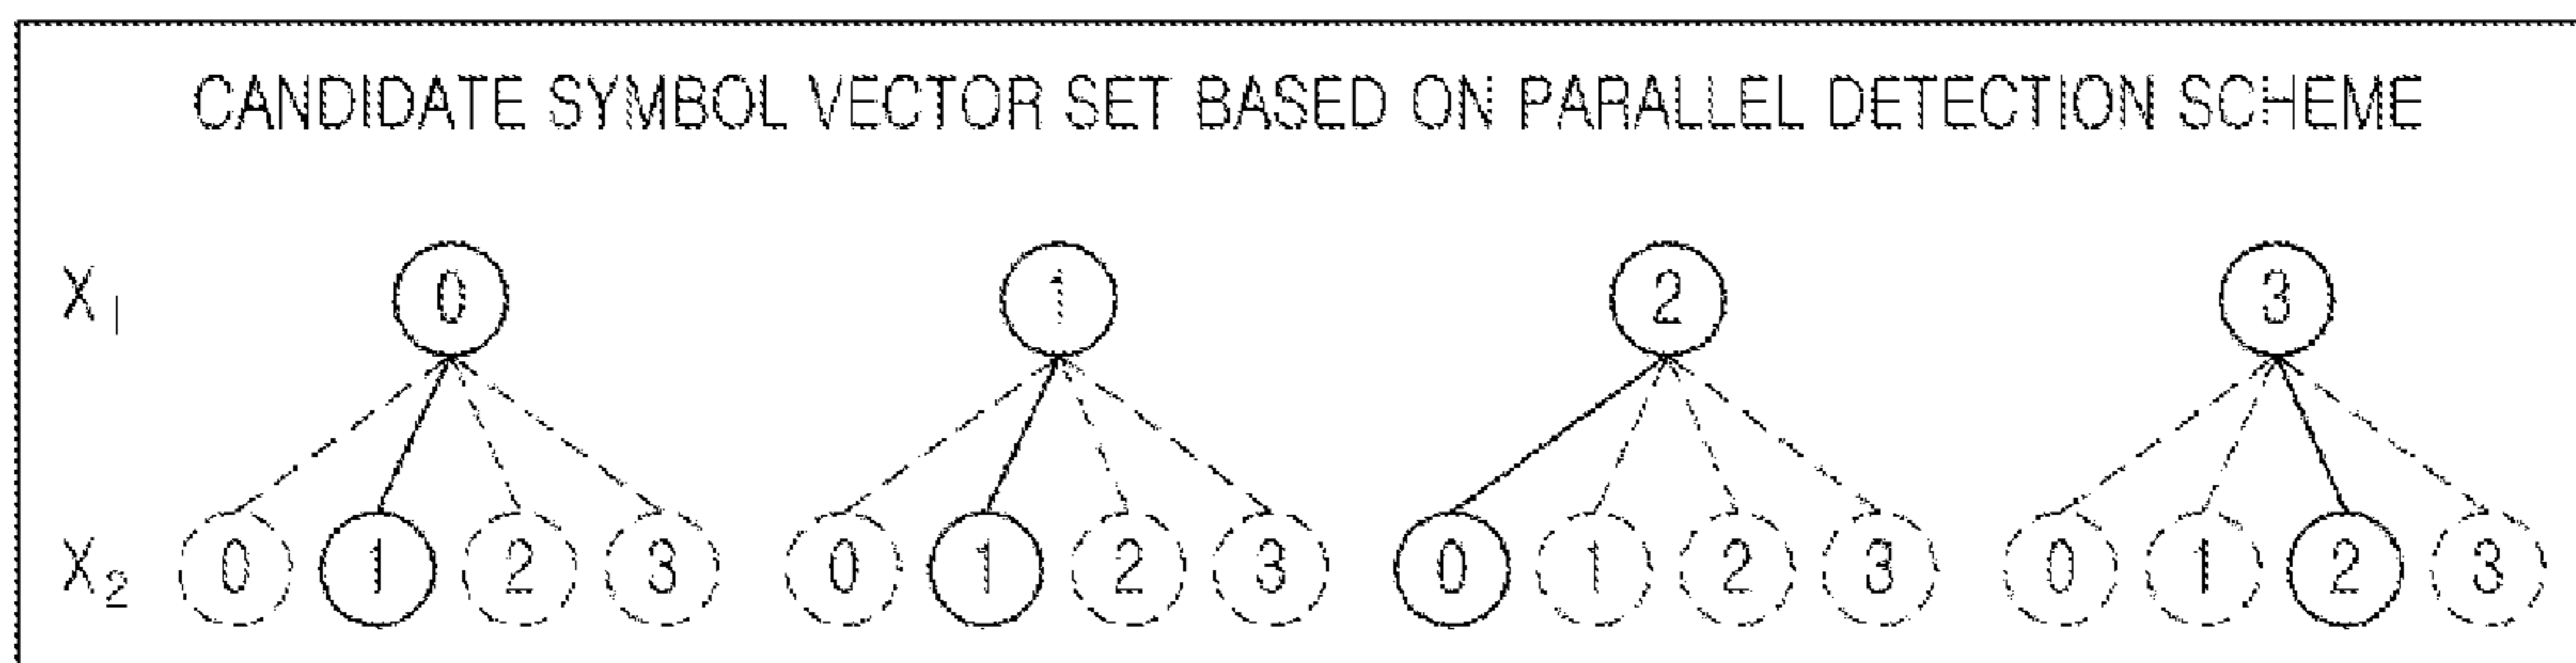 CANDIDATE SYMBOL VECTOR SET BASED ON PARALLEL DETECTION SCHEME
X1 0 1 2 3
X2 0 1 2 3 0 1 2 3 0 1 2 3 0 1 2 3